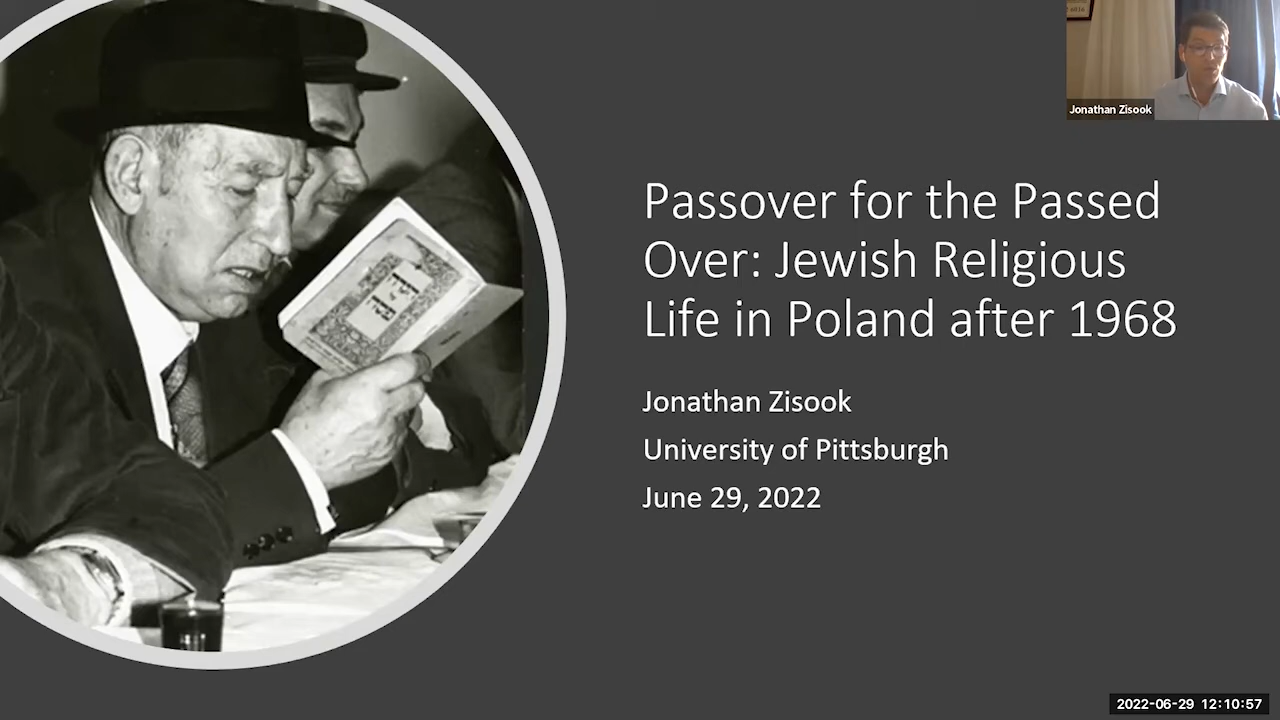 Jonathan Zisook
Passover for the Passed
Over: Jewish Religious
Life in Poland after 1968
Jonathan Zisook
University of Pittsburgh
June 29, 2022
2022-06-29 12:10:57